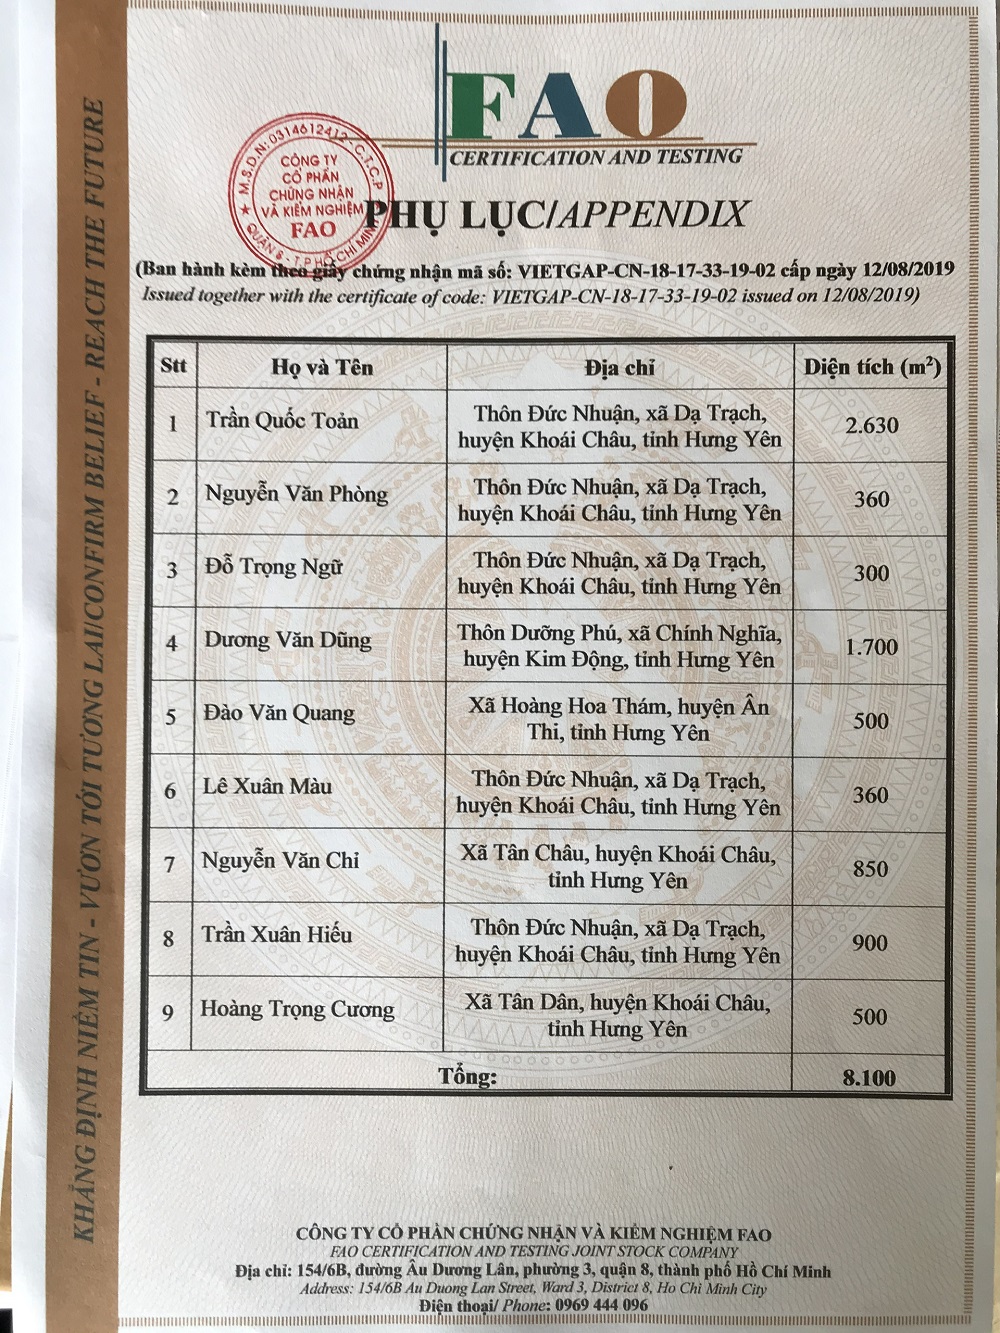 FAO
CERTIFICATION AND TESTING
M.S.D.N: 0314612412 - C.T.C.P
CÔNG TY
CỔ PHẦN
CHỨNG NHẬN
VÀ KIỂM NGHIỆM
FAO
QUẬN 8 - T.P HỒ CHÍ MINH
PHỤ LỤC/APPENDIX
(Ban hành kèm theo giấy chứng nhận mã số: VIETGAP-CN-18-17-33-19-02 cấp ngày 12/08/2019
Issued together with the certificate of code: VIETGAP-CN-18-17-33-19-02 issued on 12/08/2019)
Stt Họ và Tên Địa chỉ Diện tích (m²)
1 Trần Quốc Toản Thôn Đức Nhuận, xã Dạ Trạch, 2.630
huyện Khoái Châu, tỉnh Hưng Yên
2 Nguyễn Văn Phòng Thôn Đức Nhuận, xã Dạ Trạch, 360
huyện Khoái Châu, tỉnh Hưng Yên
3 Đỗ Trọng Ngữ Thôn Đức Nhuận, xã Dạ Trạch, 300
huyện Khoái Châu, tỉnh Hưng Yên
4 Dương Văn Dũng Thôn Dưỡng Phú, xã Chính Nghĩa, 1.700
huyện Kim Động, tỉnh Hưng Yên
5 Đào Văn Quang Xã Hoàng Hoa Thám, huyện Ân 500
Thi, tỉnh Hưng Yên
6 Lê Xuân Màu Thôn Đức Nhuận, xã Dạ Trạch, 360
huyện Khoái Châu, tỉnh Hưng Yên
7 Nguyễn Văn Chỉ Xã Tân Châu, huyện Khoái Châu, 850
tỉnh Hưng Yên
8 Trần Xuân Hiếu Thôn Đức Nhuận, xã Dạ Trạch, 900
huyện Khoái Châu, tỉnh Hưng Yên
9 Hoàng Trọng Cương Xã Tân Dân, huyện Khoái Châu, 500
tỉnh Hưng Yên
Tổng: 8.100
CÔNG TY CỔ PHẦN CHỨNG NHẬN VÀ KIỂM NGHIỆM FAO
FAO CERTIFICATION AND TESTING JOINT STOCK COMPANY
Địa chỉ: 154/6B, đường Âu Dương Lân, phường 3, quận 8, thành phố Hồ Chí Minh
Address: 154/6B Au Duong Lan Street, Ward 3, District 8, Ho Chi Minh City
Điện thoại/ Phone: 0969 444 096
KHẲNG ĐỊNH NIỀM TIN - VƯƠN TỚI TƯƠNG LAI/CONFIRM BELIEF - REACH THE FUTURE